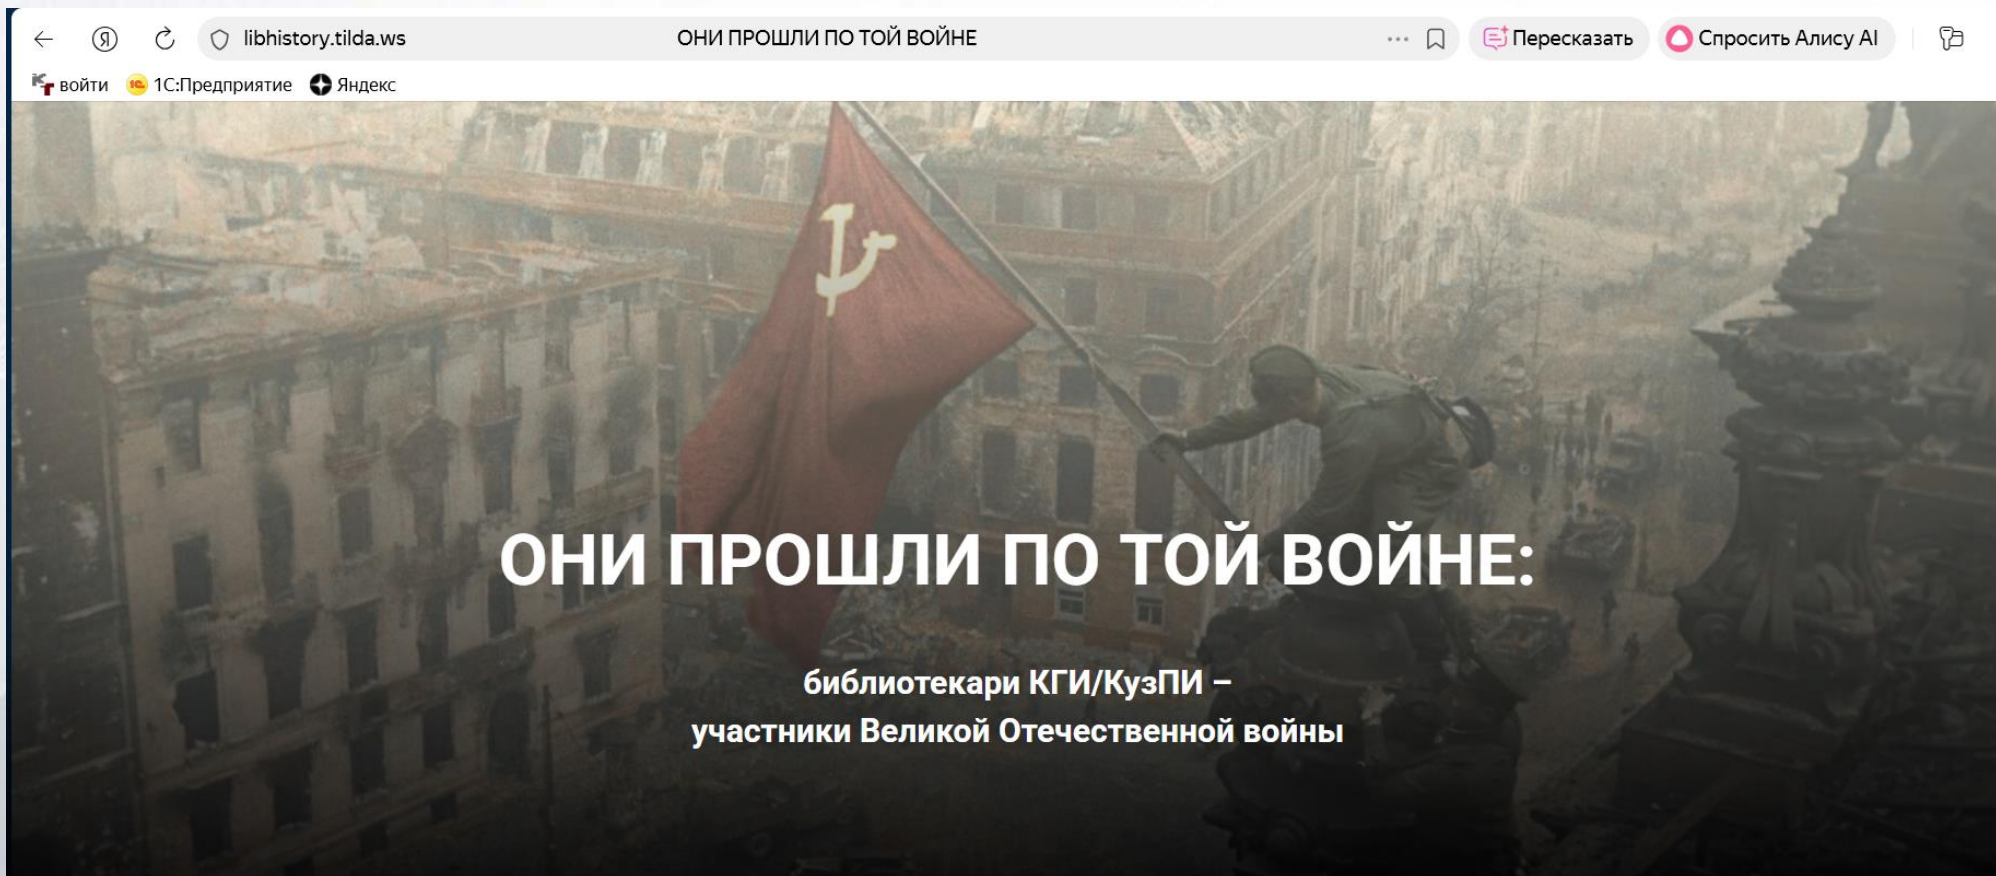 libhistory.tilda.ws
ОНИ ПРОШЛИ ПО ТОЙ ВОЙНЕ
Пересказать
Спросить Алису AI
войти
1С:Предприятие
Яндекс
ОНИ ПРОШЛИ ПО ТОЙ ВОЙНЕ:
библиотекари КГИ/КузПИ –
участники Великой Отечественной войны